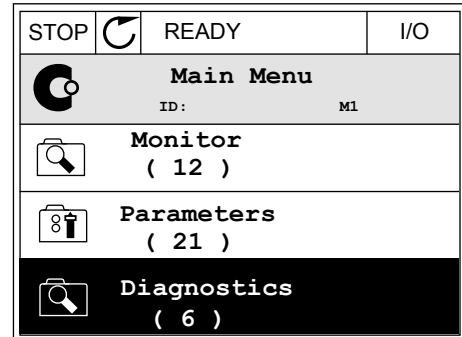 STOP READY I/O
Main Menu
ID: M1
Monitor
( 12 )
Parameters
( 21 )
Diagnostics
( 6 )